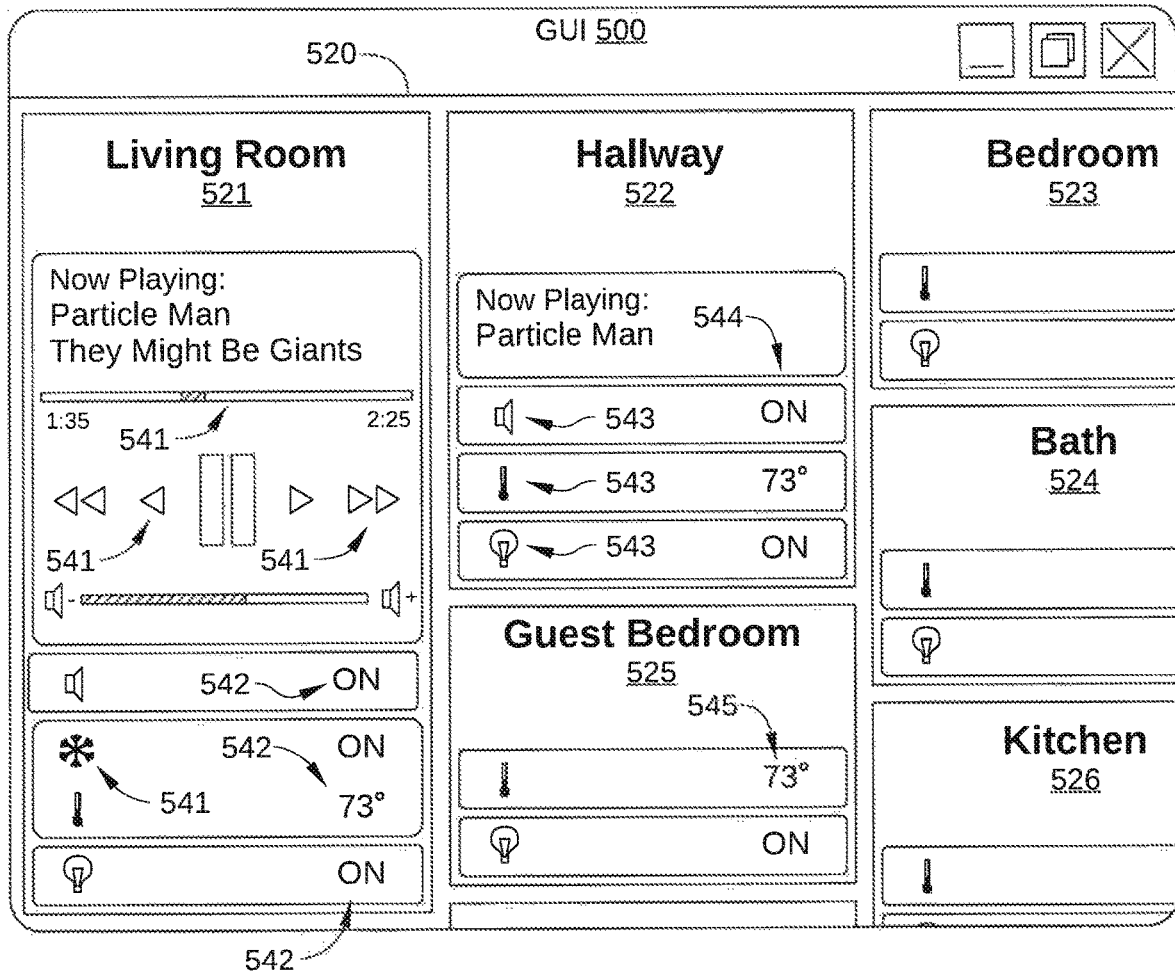 GUI 500
520
Living Room
521
Now Playing:
Particle Man
They Might Be Giants
1:35
2:25
541
541
541
- +
542 ON
542 ON
541
73°
ON
542
Hallway
522
Now Playing:
Particle Man
544
543 ON
543 73°
543 ON
Guest Bedroom
525
545
73°
ON
Bedroom
523
Bath
524
Kitchen
526